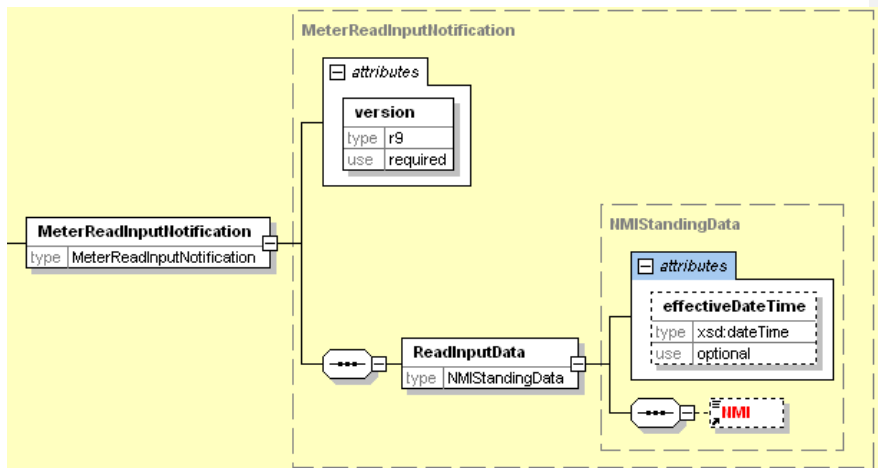 MeterReadInputNotification
attributes
version
type r9
use required
MeterReadInputNotification
type MeterReadInputNotification
NMIStandingData
attributes
effectiveDateTime
type xsd:dateTime
use optional
ReadInputData
type NMIStandingData
NMI